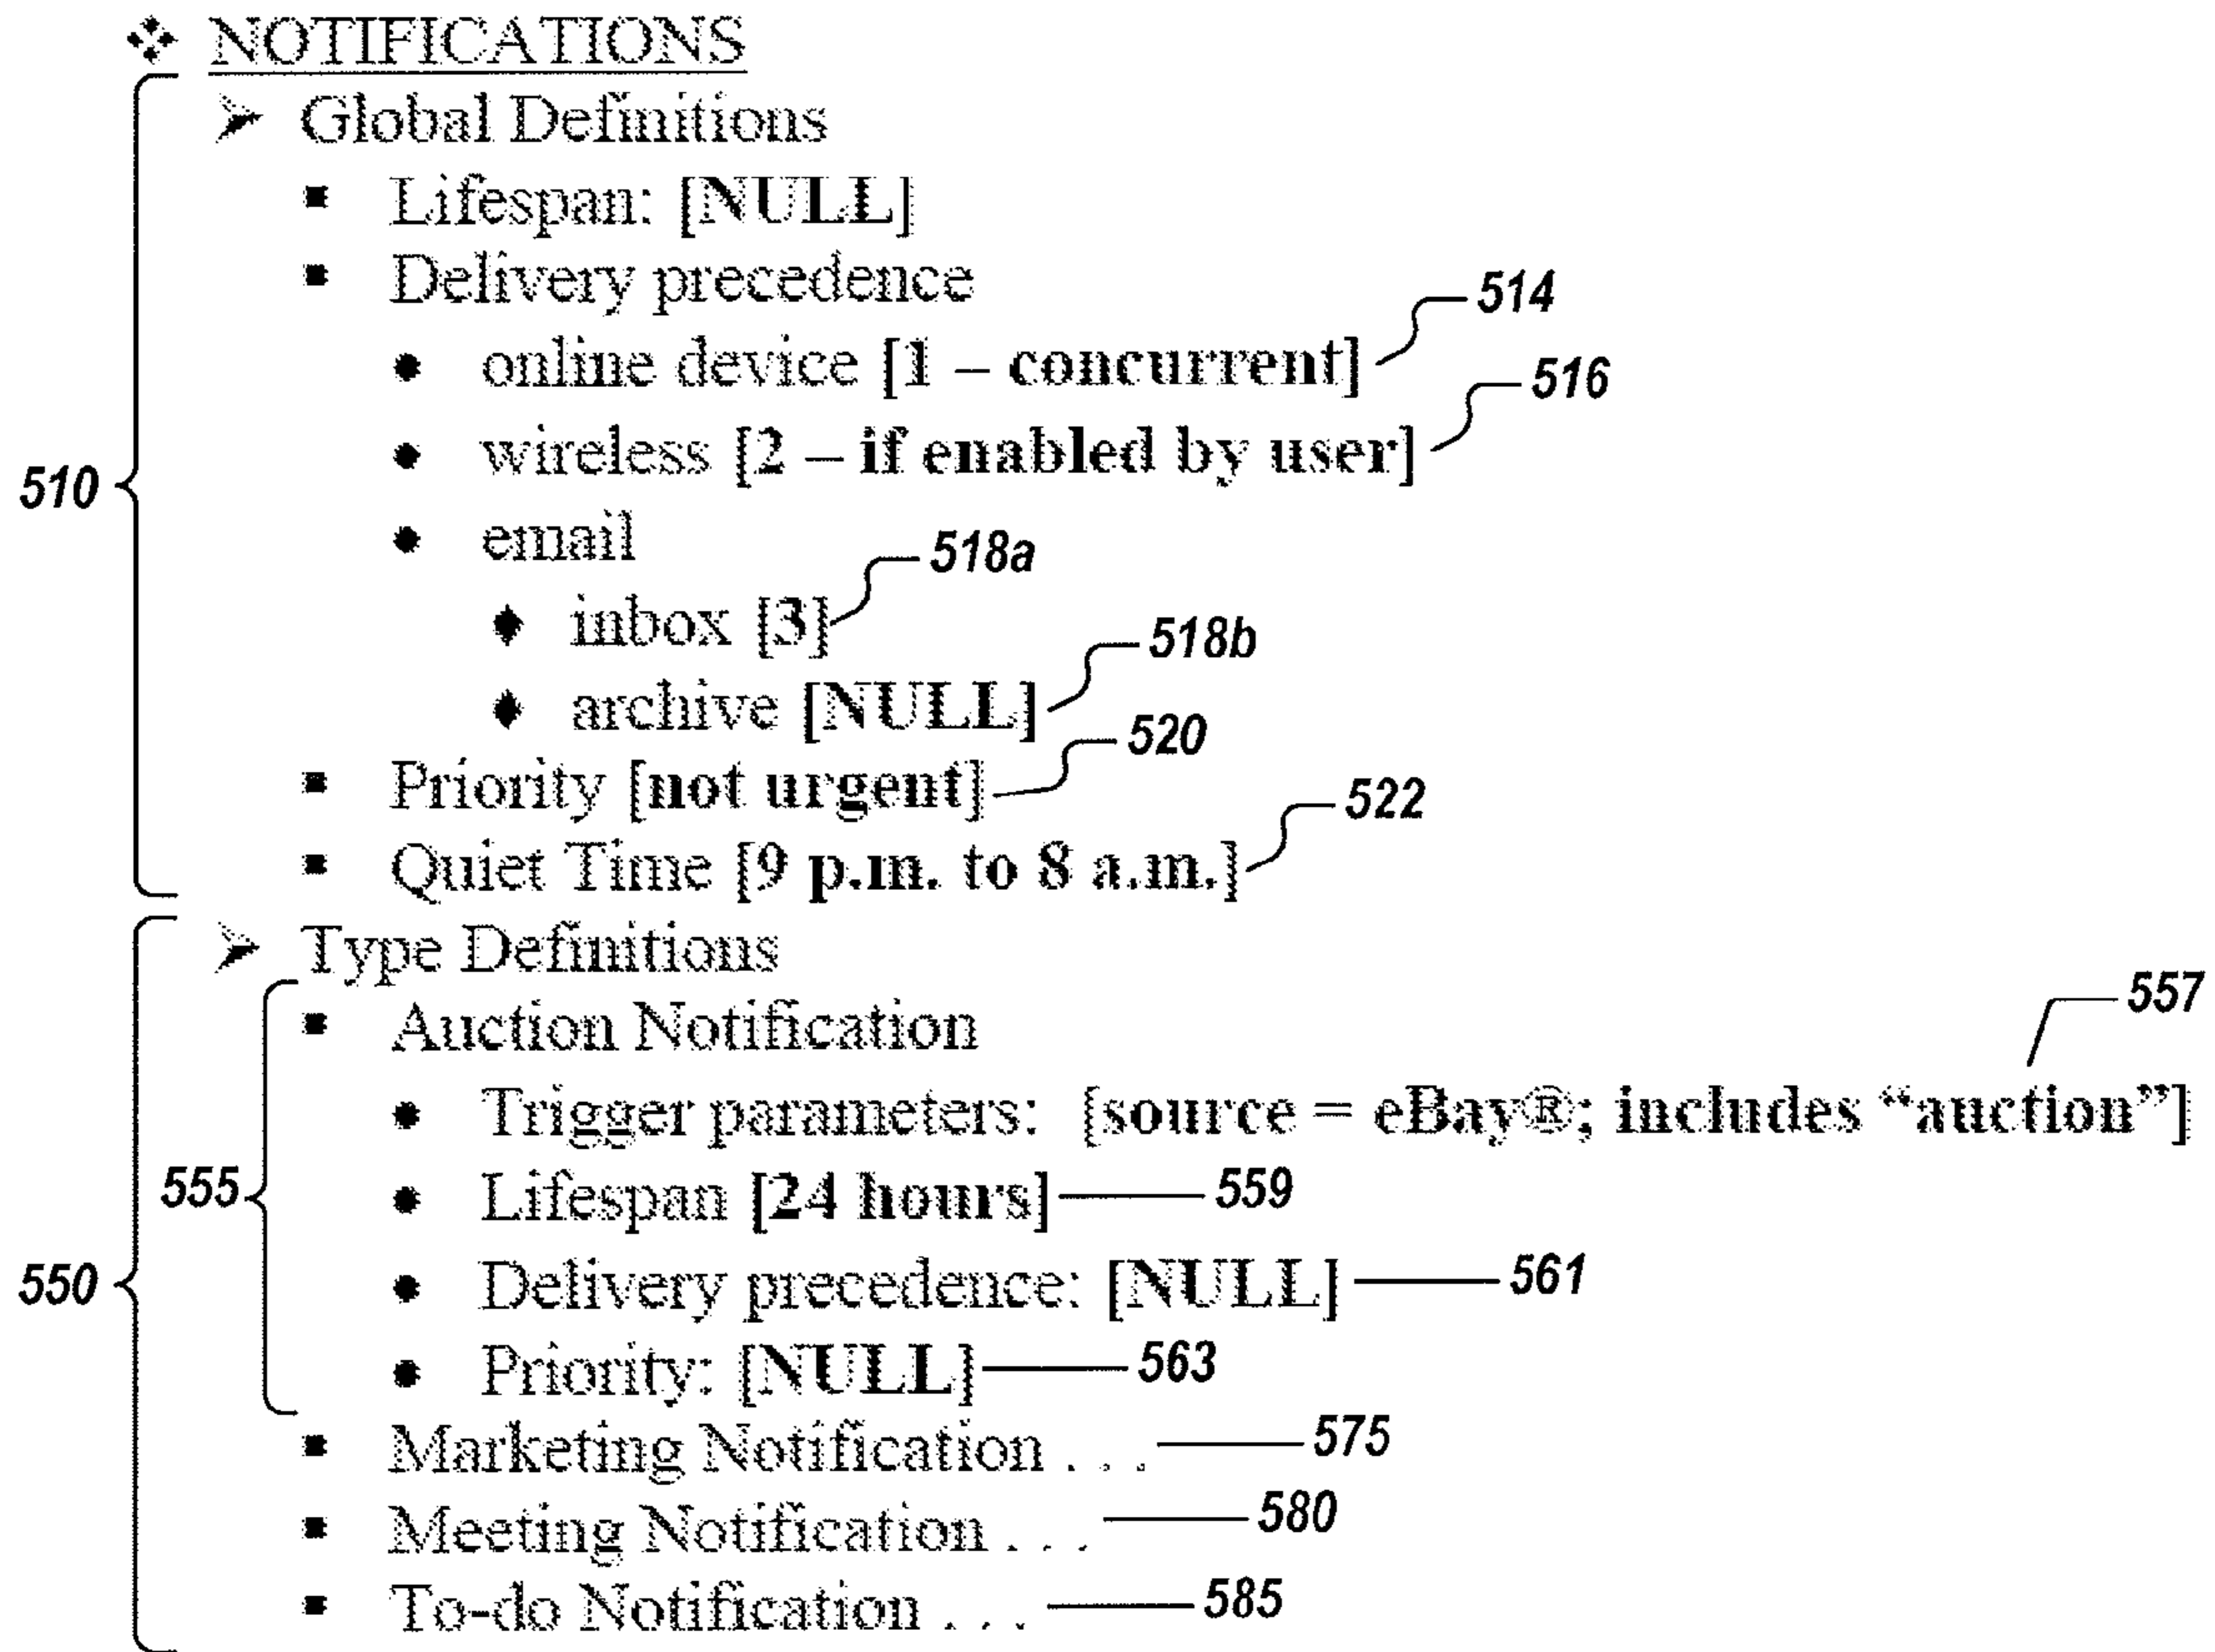 ❖ NOTIFICATIONS
➢ Global Definitions
▪ Lifespan: [NULL]
▪ Delivery precedence
514
• online device [1 – concurrent]
516
• wireless [2 – if enabled by user]
510
• email
518a
♦ inbox [3]
518b
♦ archive [NULL]
520
▪ Priority [not urgent]
522
▪ Quiet Time [9 p.m. to 8 a.m.]
➢ Type Definitions
557
▪ Auction Notification
• Trigger parameters: [source = eBay®; includes “auction”]
555
• Lifespan [24 hours] 559
550
• Delivery precedence: [NULL] 561
• Priority: [NULL] 563
▪ Marketing Notification . . . 575
▪ Meeting Notification . . . 580
▪ To-do Notification . . . 585